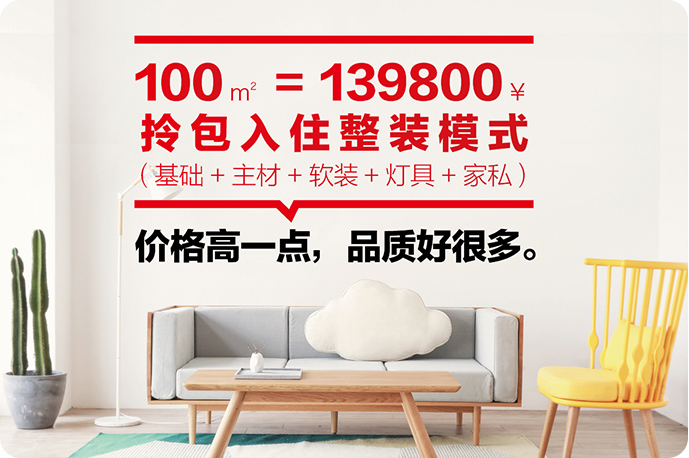 100m² = 139800¥
拎包入住整装模式
（基础+主材+软装+灯具+家私）
价格高一点，品质好很多。